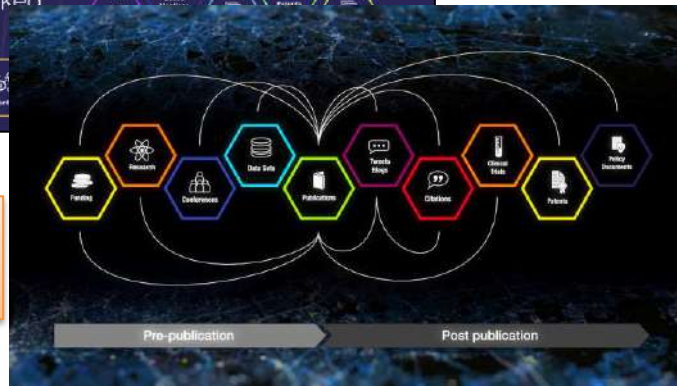 Research
Data Sets
Tweets
Blogs
Clinical
Trials
Policy
Documents
Funding
Conferences
Publications
Citations
Patents
Pre-publication
Post publication